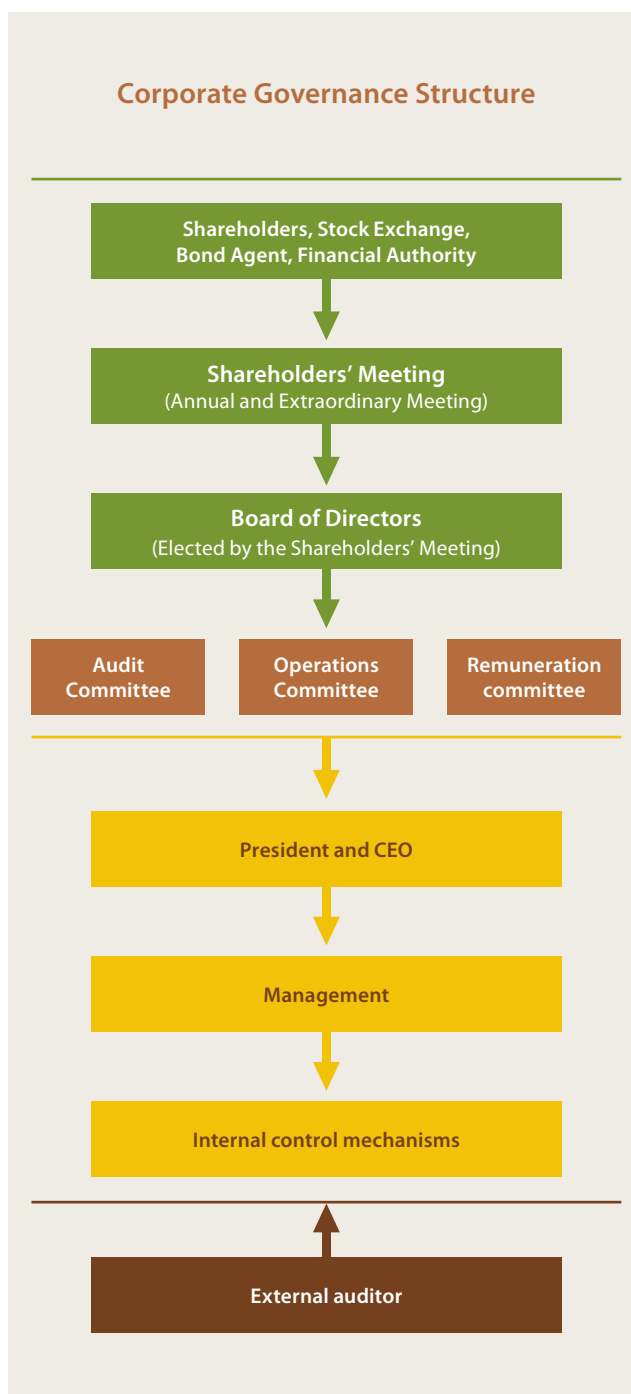 Corporate Governance Structure
Shareholders, Stock Exchange,
Bond Agent, Financial Authority
Shareholders’ Meeting
(Annual and Extraordinary Meeting)
Board of Directors
(Elected by the Shareholders’ Meeting)
Audit
Committee
Operations
Committee
Remuneration
committee
President and CEO
Management
Internal control mechanisms
External auditor